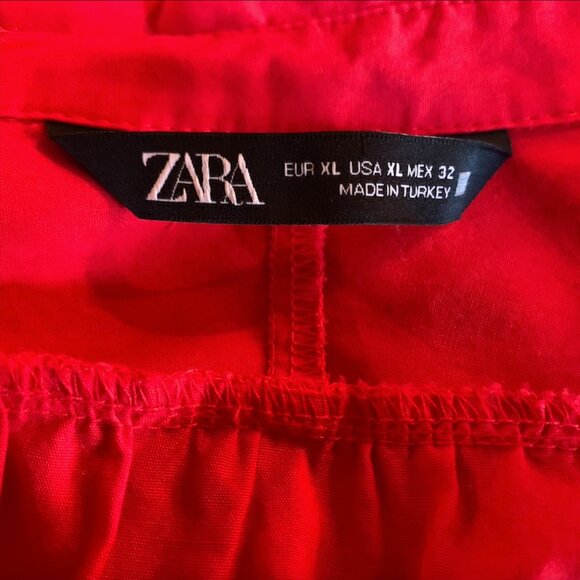 ZARA
EUR XL USA XL MEX 32
MADE IN TURKEY